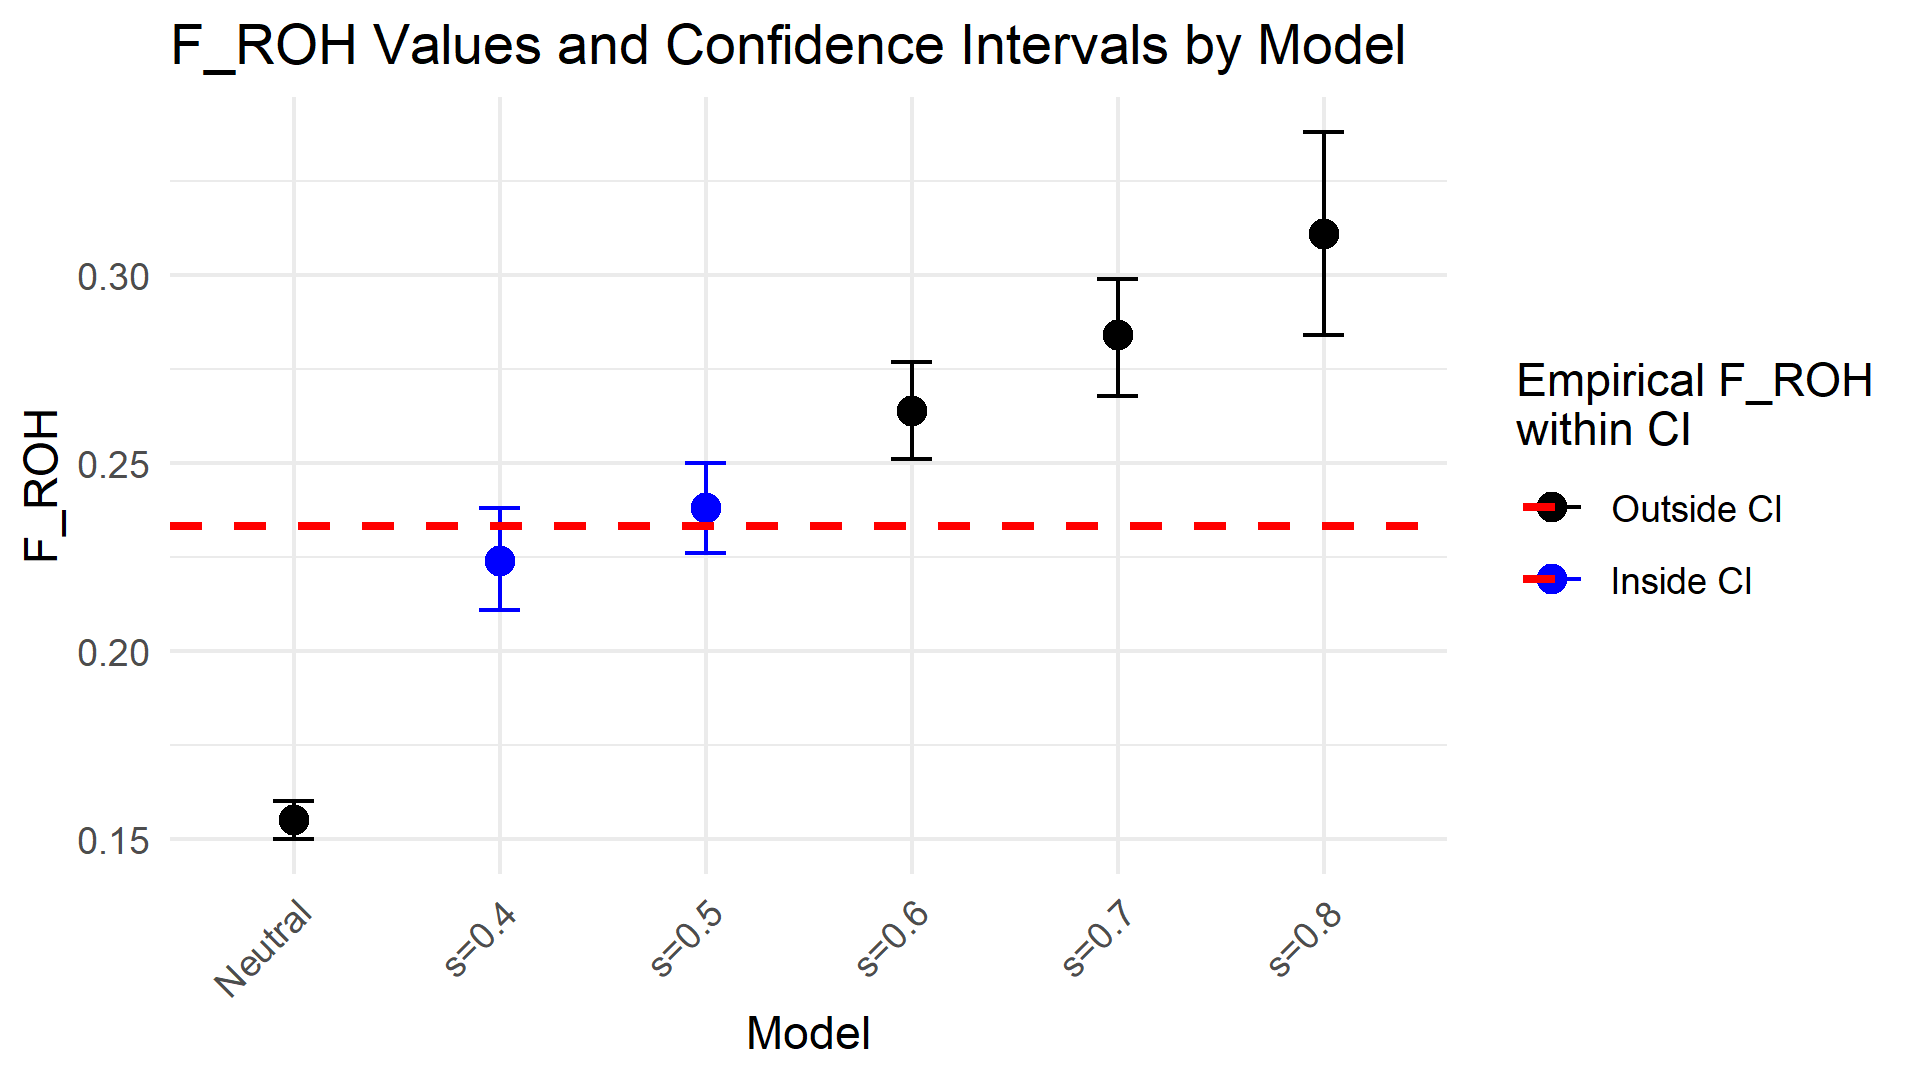 F_ROH Values and Confidence Intervals by Model
F_ROH
0.30
0.25
0.20
0.15
Neutral
s=0.4
s=0.5
s=0.6
s=0.7
s=0.8
Model
Empirical F_ROH
within CI
Outside CI
Inside CI